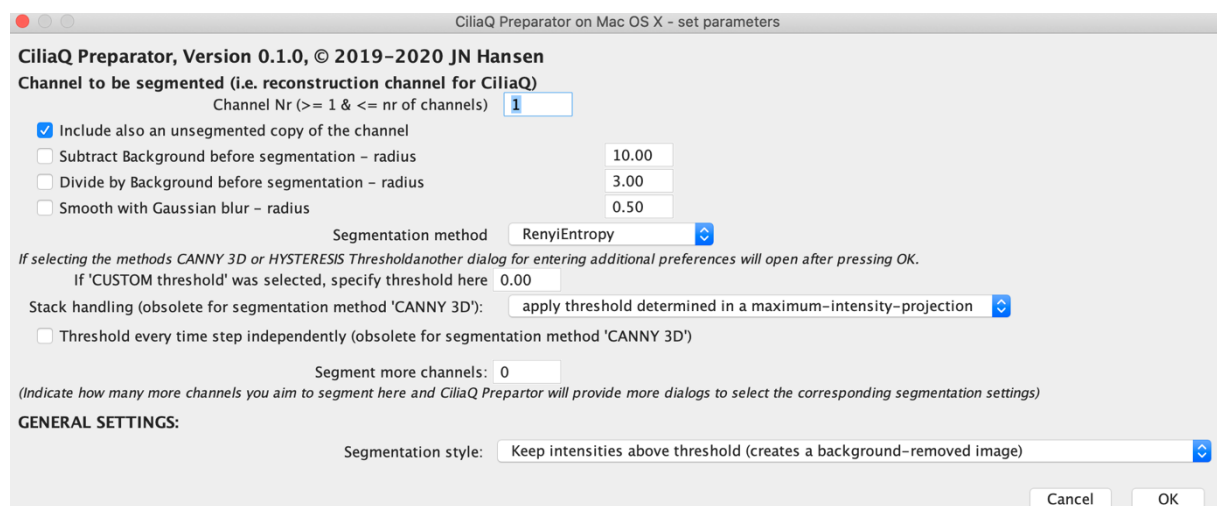 CiliaQ Preparator on Mac OS X - set parameters
CiliaQ Preparator, Version 0.1.0, © 2019-2020 JN Hansen
Channel to be segmented (i.e. reconstruction channel for CiliaQ)
Channel Nr (>= 1 & <= nr of channels) 1
Include also an unsegmented copy of the channel
Subtract Background before segmentation - radius 10.00
Divide by Background before segmentation - radius 3.00
Smooth with Gaussian blur - radius 0.50
Segmentation method RenyiEntropy
If selecting the methods CANNY 3D or HYSTERESIS Thresholdanother dialog for entering additional preferences will open after pressing OK.
If 'CUSTOM threshold' was selected, specify threshold here 0.00
Stack handling (obsolete for segmentation method 'CANNY 3D'): apply threshold determined in a maximum-intensity-projection
Threshold every time step independently (obsolete for segmentation method 'CANNY 3D')
Segment more channels: 0
(Indicate how many more channels you aim to segment here and CiliaQ Prepartor will provide more dialogs to select the corresponding segmentation settings)
GENERAL SETTINGS:
Segmentation style: Keep intensities above threshold (creates a background-removed image)
Cancel OK